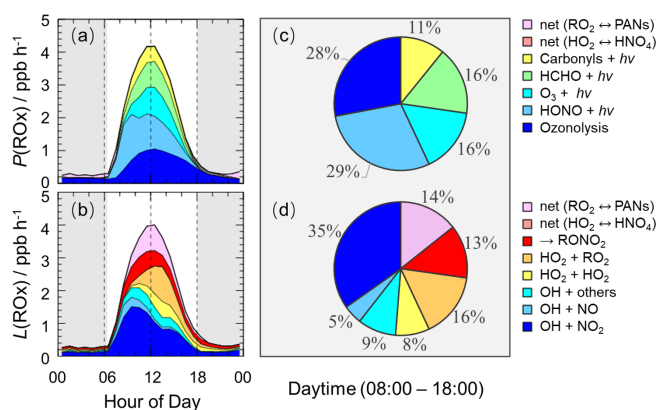 (a)
5
4
3
2
1
0
P(ROx) / ppb h⁻¹
(c)
11%
16%
16%
29%
28%
net (RO₂ ↔ PANs)
net (HO₂ ↔ HNO₄)
Carbonyls + hν
HCHO + hν
O₃ + hν
HONO + hν
Ozonolysis
(b)
5
4
3
2
1
0
L(ROx) / ppb h⁻¹
00 06 12 18 00
Hour of Day
(d)
14%
13%
16%
8%
9%
5%
35%
Daytime (08:00 – 18:00)
net (RO₂ ↔ PANs)
net (HO₂ ↔ HNO₄)
→ RONO₂
HO₂ + RO₂
HO₂ + HO₂
OH + others
OH + NO
OH + NO₂